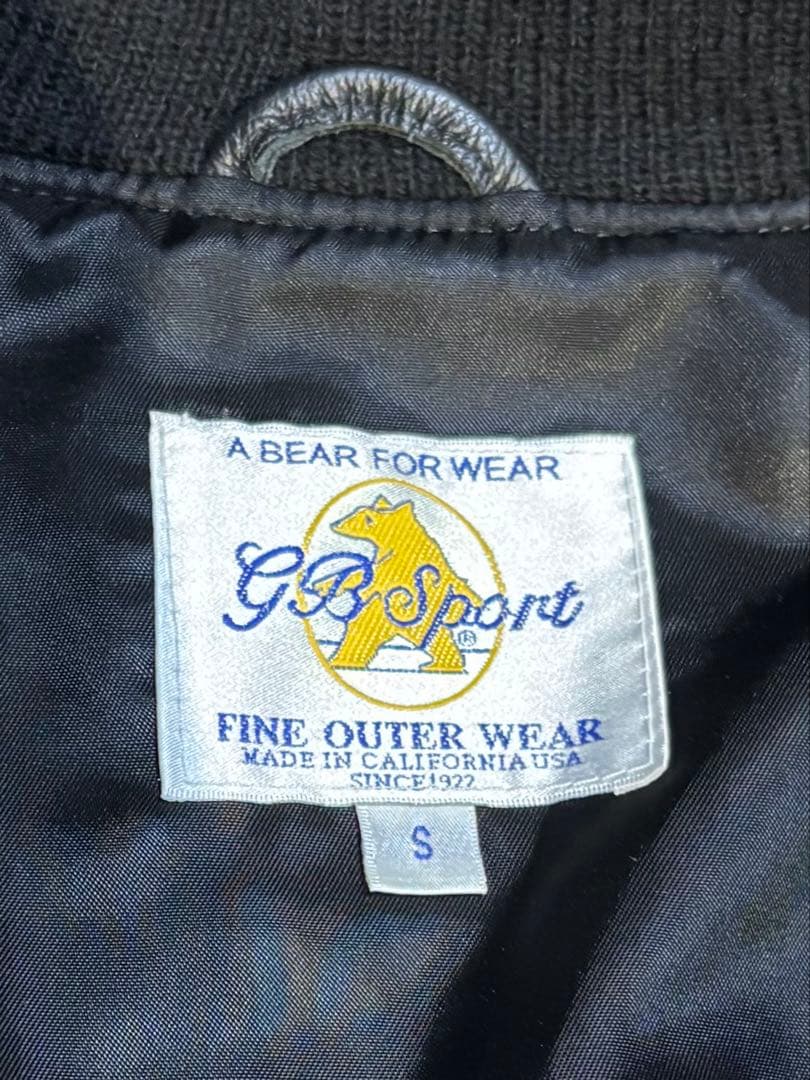 A BEAR FOR WEAR
GB Sport
®
FINE OUTER WEAR
MADE IN CALIFORNIA USA
SINCE 1922
S